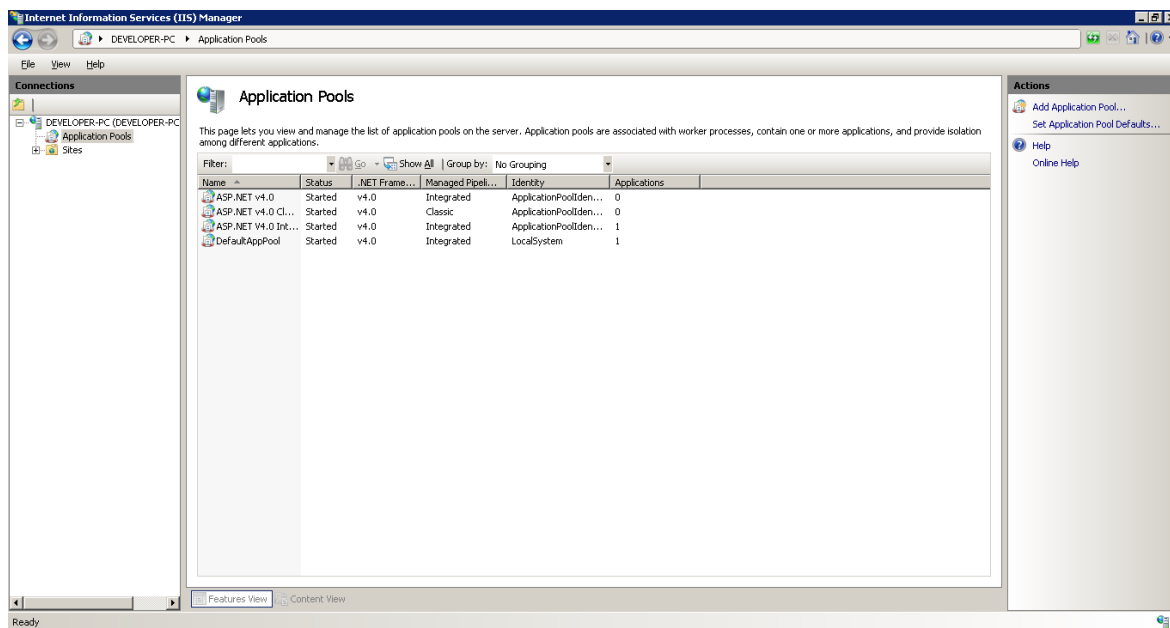 Internet Information Services (IIS) Manager
DEVELOPER-PC Application Pools
File View Help
Connections
DEVELOPER-PC (DEVELOPER-PC
Application Pools
Sites
Application Pools
This page lets you view and manage the list of application pools on the server. Application pools are associated with worker processes, contain one or more applications, and provide isolation
among different applications.
Filter: Go Show All Group by: No Grouping
Name Status .NET Frame... Managed Pipeli... Identity Applications
ASP.NET v4.0 Started v4.0 Integrated ApplicationPoolIden... 0
ASP.NET v4.0 Cl... Started v4.0 Classic ApplicationPoolIden... 0
ASP.NET V4.0 Int... Started v4.0 Integrated ApplicationPoolIden... 1
DefaultAppPool Started v4.0 Integrated LocalSystem 1
Features View Content View
Actions
Add Application Pool...
Set Application Pool Defaults...
Help
Online Help
Ready